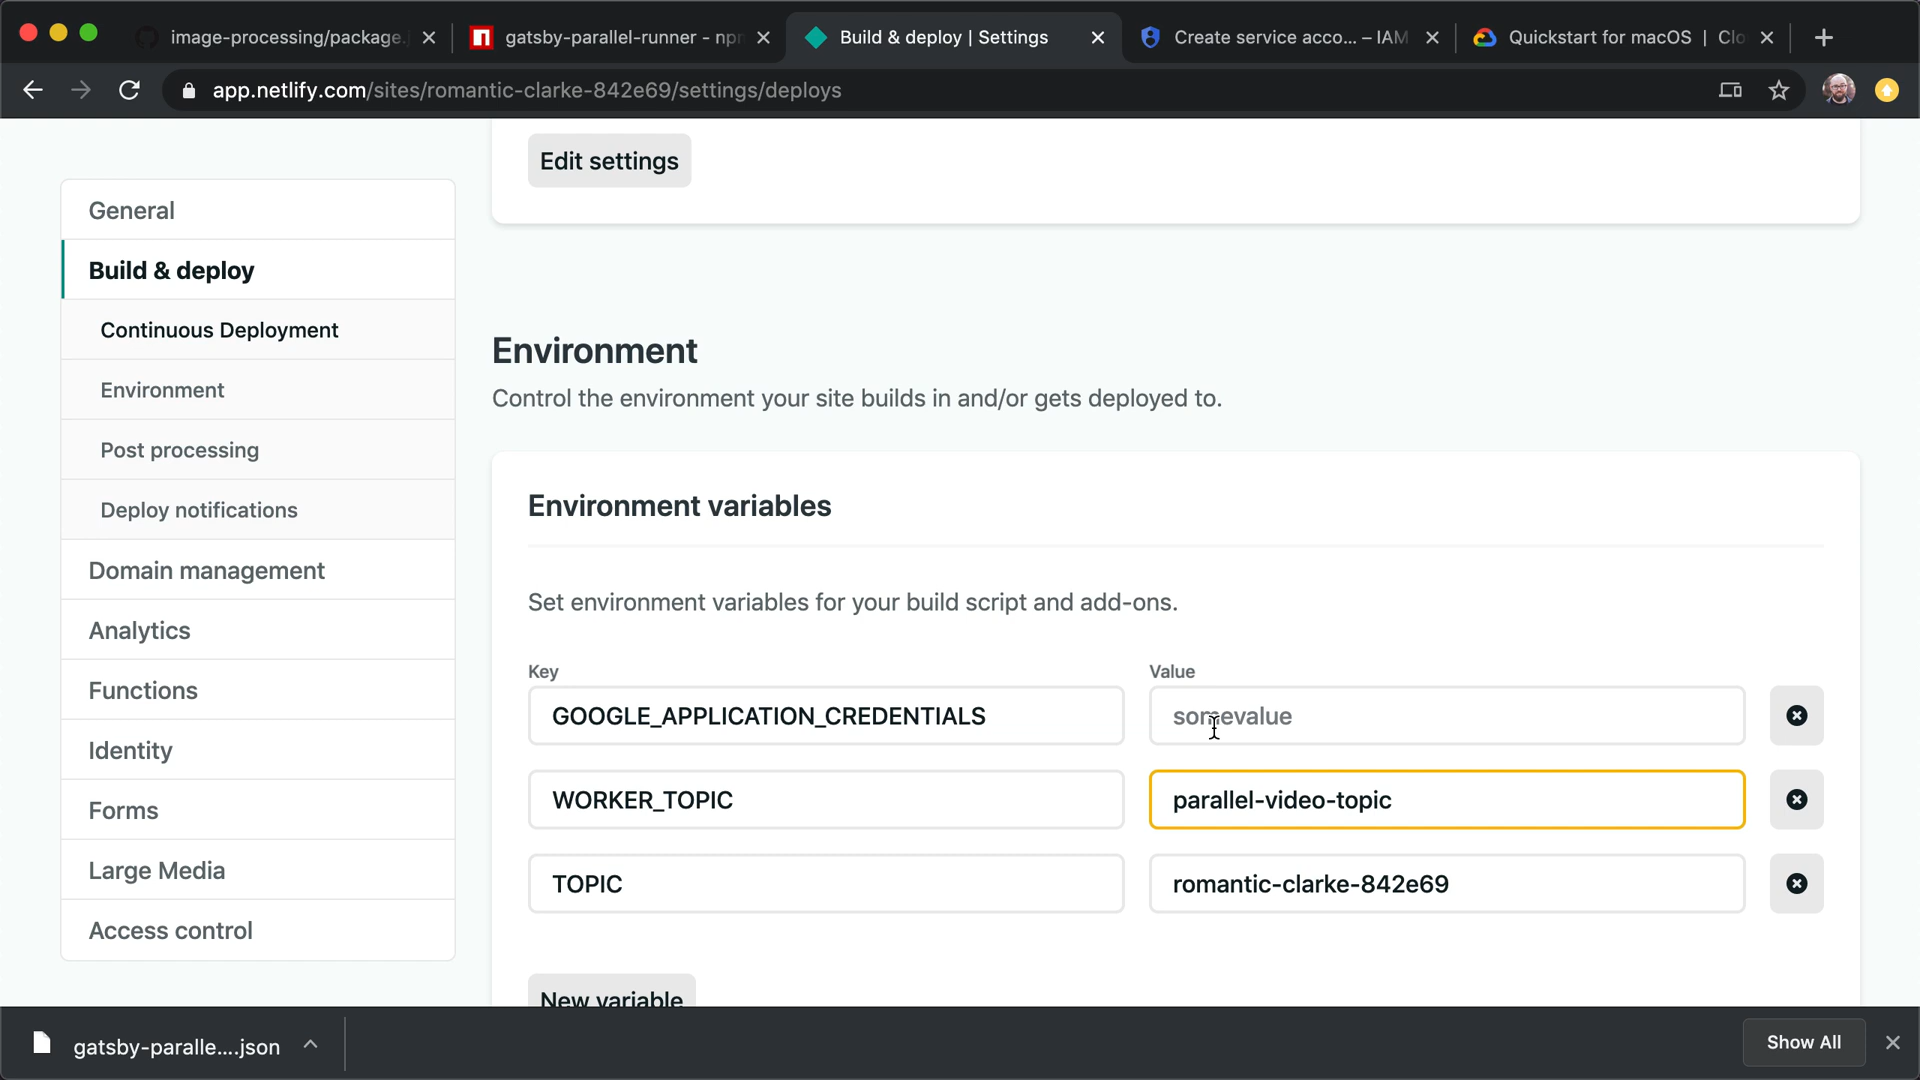 image-processing/package.j
gatsby-parallel-runner - npm
Build & deploy | Settings
Create service acco... – IAM
Quickstart for macOS | Clo
app.netlify.com/sites/romantic-clarke-842e69/settings/deploys
Edit settings
General
Build & deploy
Continuous Deployment
Environment
Post processing
Deploy notifications
Domain management
Analytics
Functions
Identity
Forms
Large Media
Access control
Environment
Control the environment your site builds in and/or gets deployed to.
Environment variables
Set environment variables for your build script and add-ons.
Key
Value
GOOGLE_APPLICATION_CREDENTIALS
somevalue
WORKER_TOPIC
parallel-video-topic
TOPIC
romantic-clarke-842e69
New variable
gatsby-paralle....json
Show All